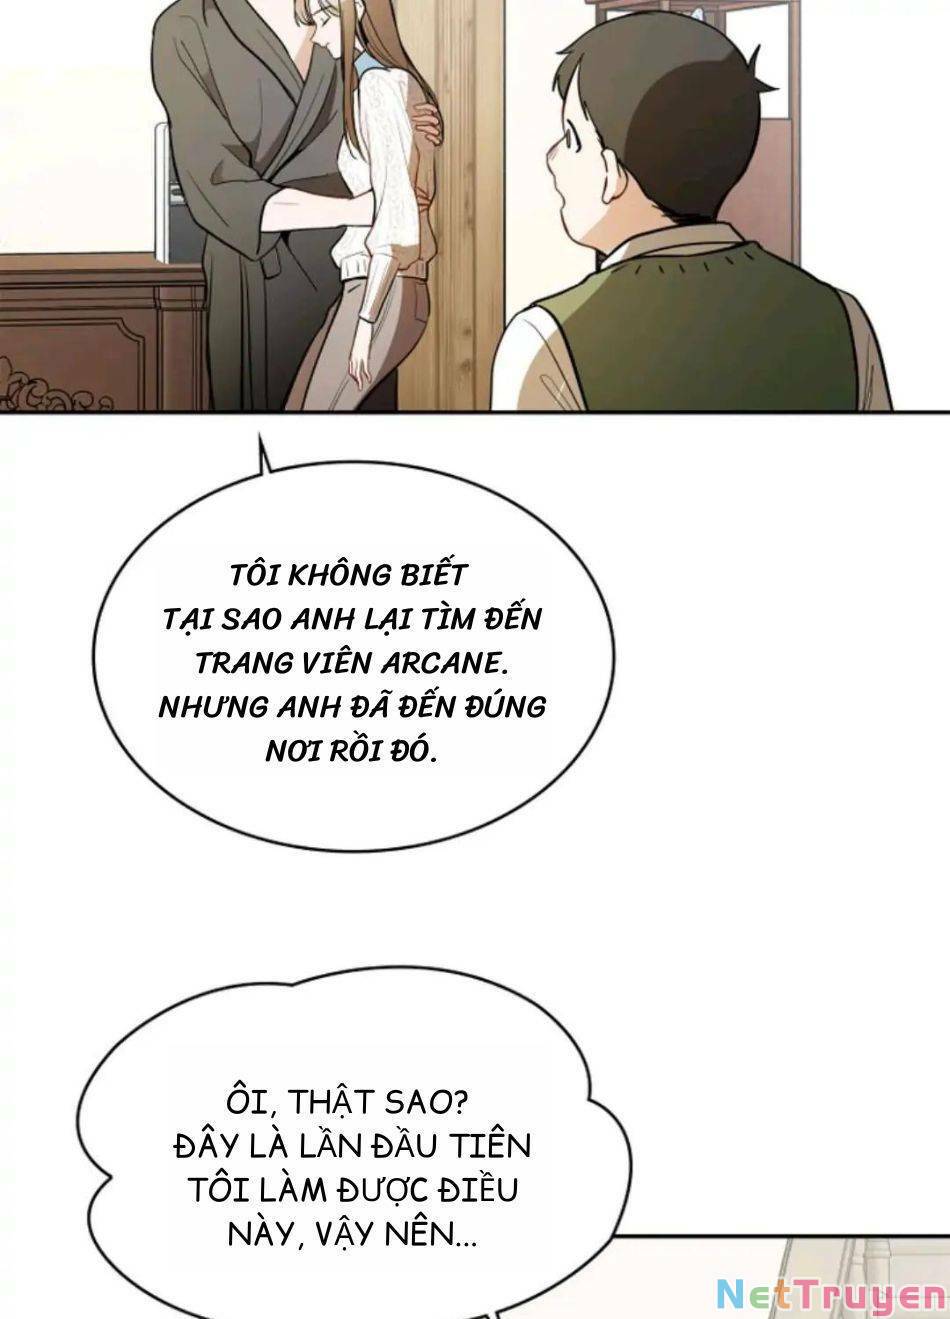 TÔI KHÔNG BIẾT
TẠI SAO ANH LẠI TÌM ĐẾN
TRANG VIÊN ARCANE.
NHƯNG ANH ĐÃ ĐẾN ĐÚNG
NƠI RỒI ĐÓ.
ÔI, THẬT SAO?
ĐÂY LÀ LẦN ĐẦU TIÊN
TÔI LÀM ĐƯỢC ĐIỀU
NÀY, VẬY NÊN...
NetTruyen